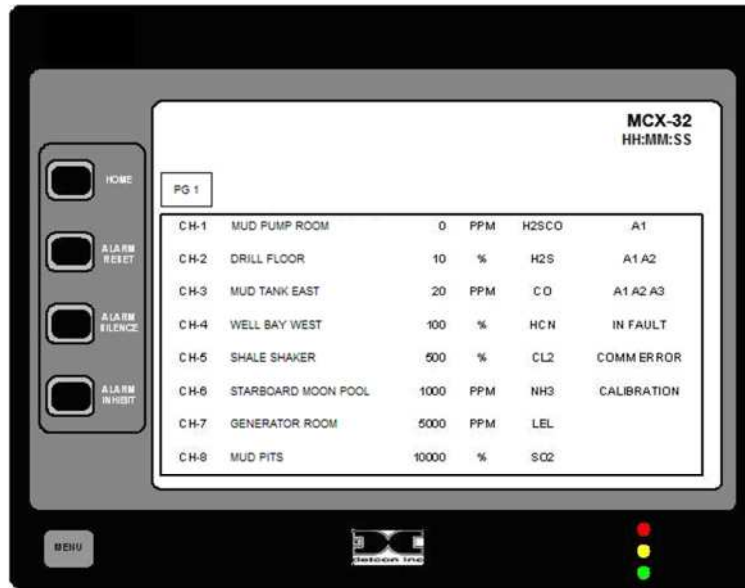 MCX-32
HH:MM:SS
HOME
ALARM
RESET
ALARM
SILENCE
ALARM
INHIBIT
PG 1
CH-1 MUD PUMP ROOM 0 PPM H2SCO A1
CH-2 DRILL FLOOR 10 % H2S A1 A2
CH-3 MUD TANK EAST 20 PPM CO A1 A2 A3
CH-4 WELL BAY WEST 100 % HCN IN FAULT
CH-5 SHALE SHAKER 500 % CL2 COMM ERROR
CH-6 STARBOARD MOON POOL 1000 PPM NH3 CALIBRATION
CH-7 GENERATOR ROOM 5000 PPM LEL
CH-8 MUD PITS 10000 % SO2
MENU
detcon inc